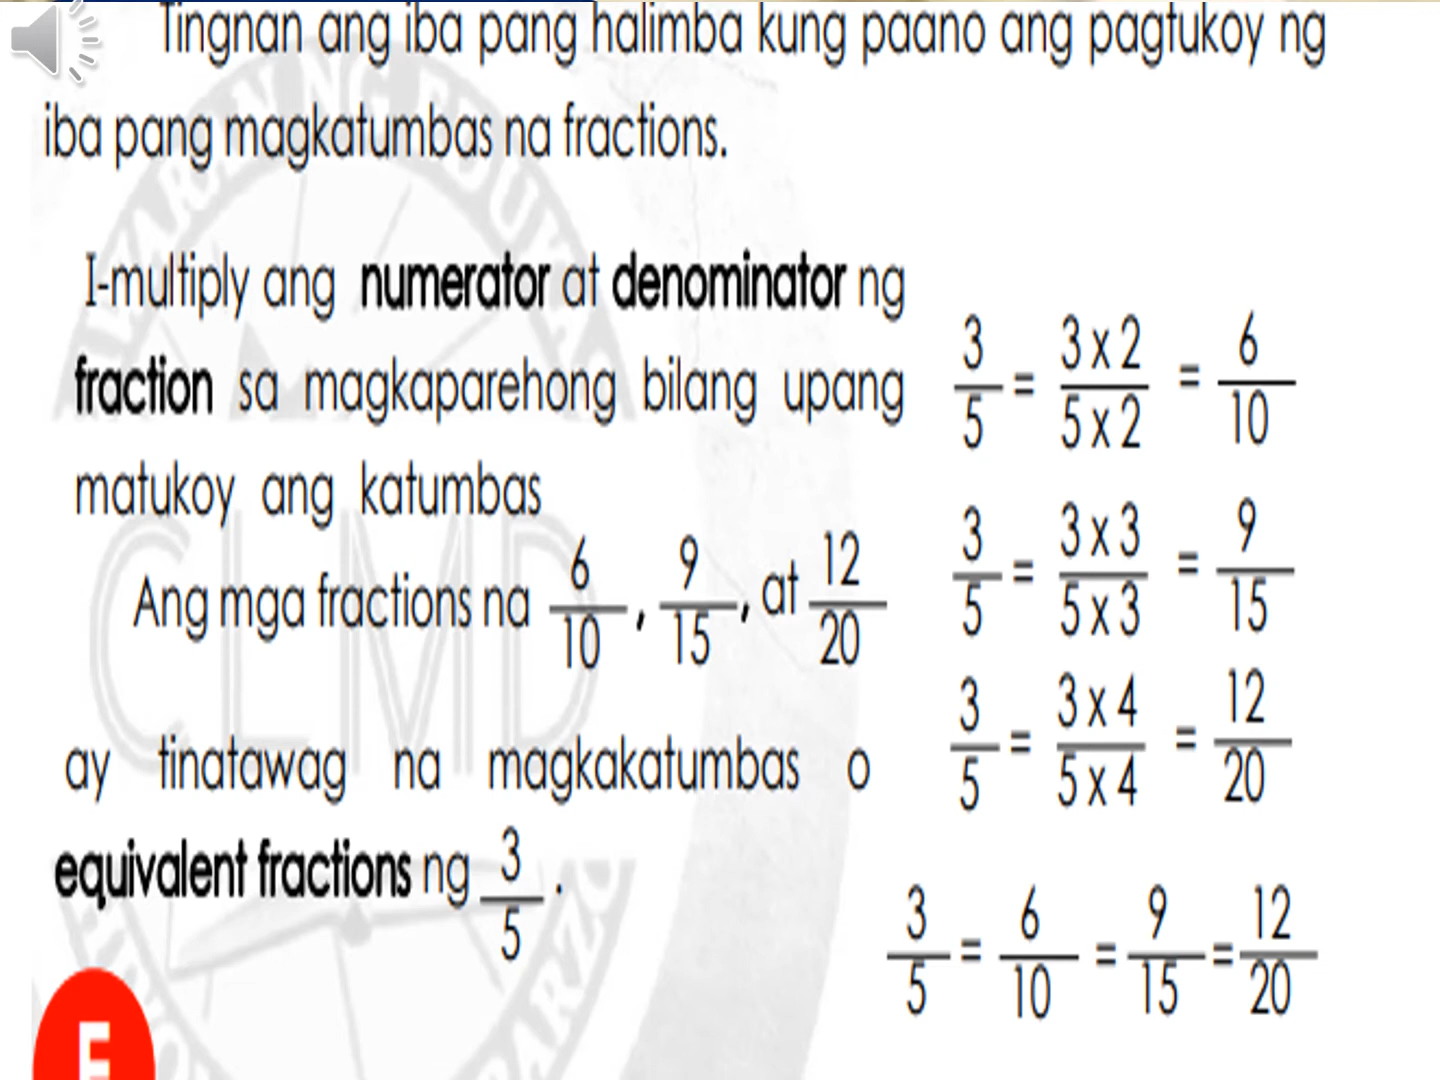 Tingnan ang iba pang halimba kung paano ang pagtukoy ng
iba pang magkatumbas na fractions.
I-multiply ang numerator at denominator ng
fraction sa magkaparehong bilang upang
matukoy ang katumbas
Ang mga fractions na 6/10 , 9/15 , at 12/20
ay tinatawag na magkakatumbas o
equivalent fractions ng 3/5 .
3/5 = 3 x 2/5 x 2 = 6/10
3/5 = 3 x 3/5 x 3 = 9/15
3/5 = 3 x 4/5 x 4 = 12/20
3/5 = 6/10 = 9/15 = 12/20
CLMD
E